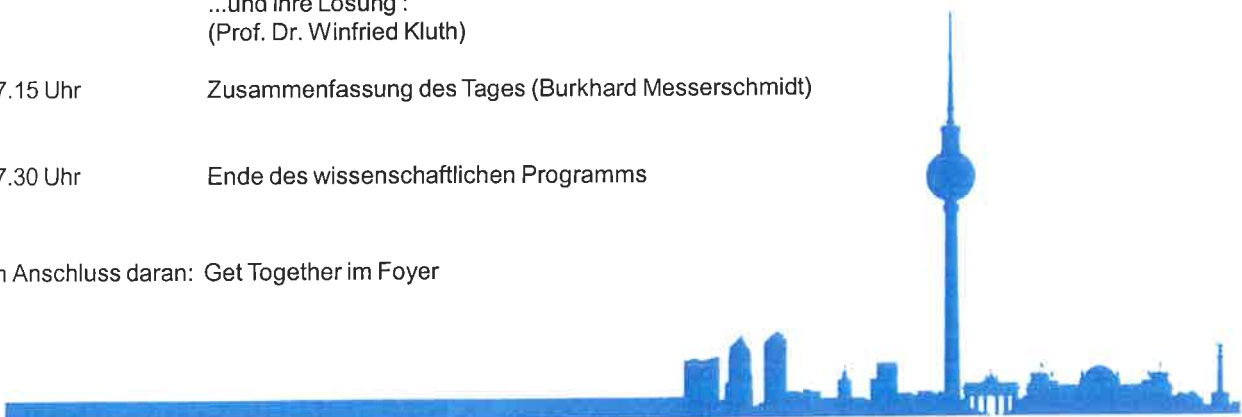 ...und ihre Lösung :
(Prof. Dr. Winfried Kluth)
7.15 Uhr Zusammenfassung des Tages (Burkhard Messerschmidt)
7.30 Uhr Ende des wissenschaftlichen Programms
Anschluss daran: Get Together im Foyer